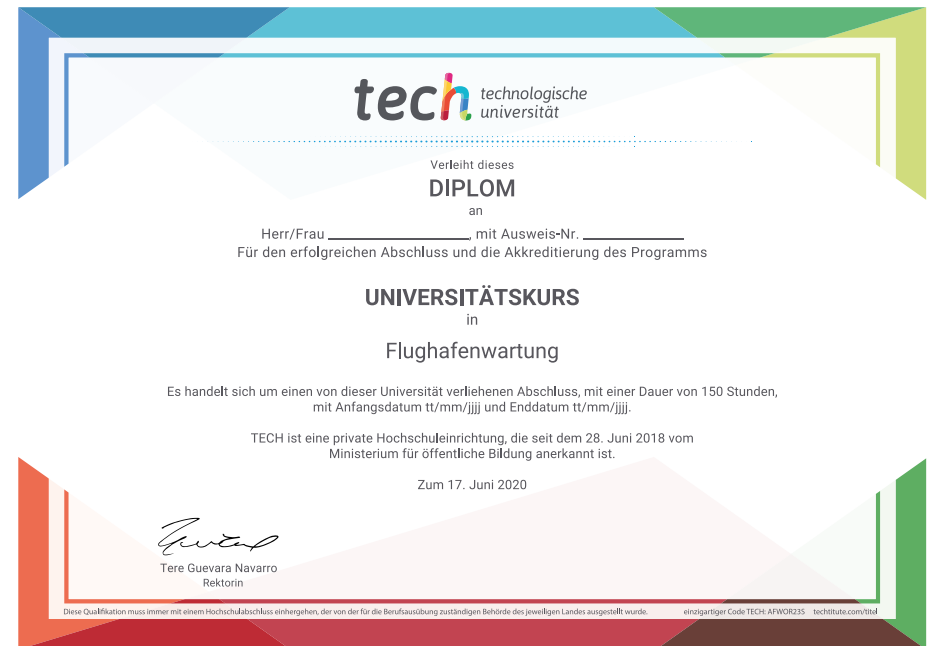 tech technologische
universität
Verleiht dieses
DIPLOM
an
Herr/Frau ____________________, mit Ausweis-Nr. ______________
Für den erfolgreichen Abschluss und die Akkreditierung des Programms
UNIVERSITÄTSKURS
in
Flughafenwartung
Es handelt sich um einen von dieser Universität verliehenen Abschluss, mit einer Dauer von 150 Stunden,
mit Anfangsdatum tt/mm/jjjj und Enddatum tt/mm/jjjj.
TECH ist eine private Hochschuleinrichtung, die seit dem 28. Juni 2018 vom
Ministerium für öffentliche Bildung anerkannt ist.
Zum 17. Juni 2020
Tere Guevara Navarro
Rektorin
Diese Qualifikation muss immer mit einem Hochschulabschluss einhergehen, der von der für die Berufsausübung zuständigen Behörde des jeweiligen Landes ausgestellt wurde. einzigartiger Code TECH: AFWOR235 techtitute.com/titel